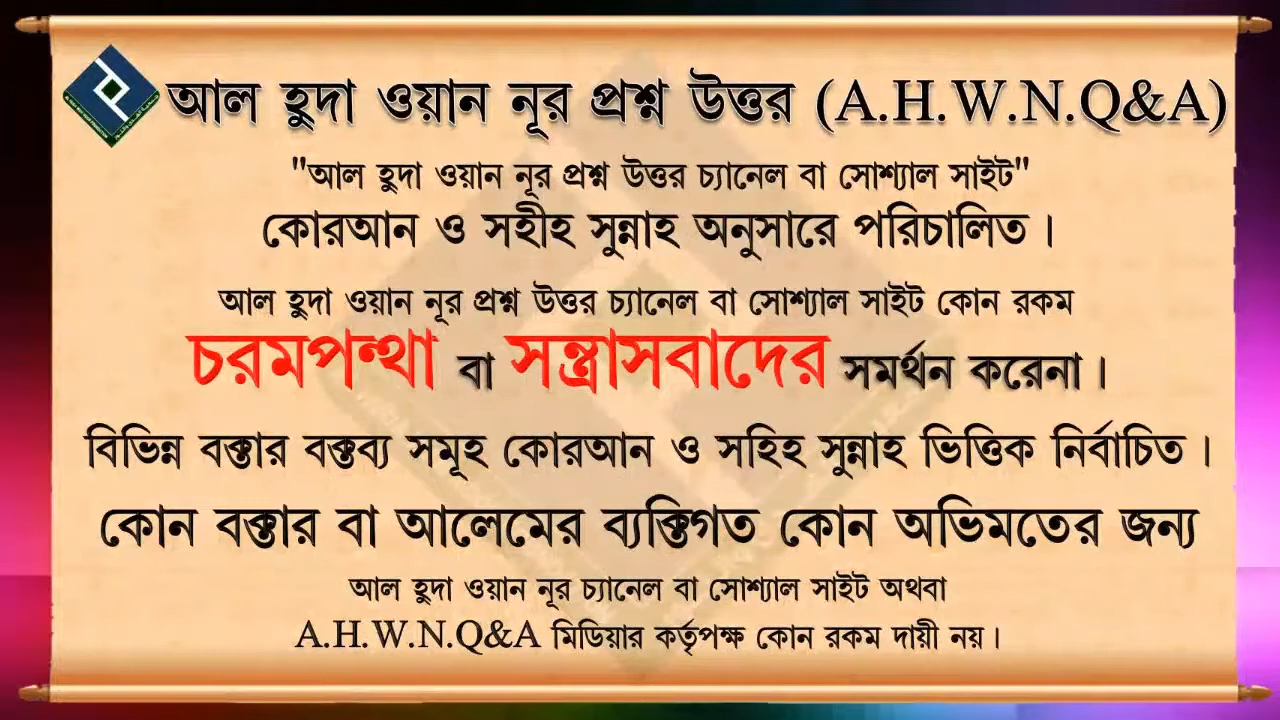 আল হুদা ওয়ান নূর প্রশ্ন উত্তর (A.H.W.N.Q&A)
"আল হুদা ওয়ান নূর প্রশ্ন উত্তর চ্যানেল বা সোশ্যাল সাইট"
কোরআন ও সহীহ সুন্নাহ অনুসারে পরিচালিত ।
আল হুদা ওয়ান নূর প্রশ্ন উত্তর চ্যানেল বা সোশ্যাল সাইট কোন রকম
চরমপন্থা বা সন্ত্রাসবাদের সমর্থন করেনা ।
বিভিন্ন বক্তার বক্তব্য সমূহ কোরআন ও সহিহ সুন্নাহ ভিত্তিক নির্বাচিত ।
কোন বক্তার বা আলেমের ব্যক্তিগত কোন অভিমতের জন্য
আল হুদা ওয়ান নূর চ্যানেল বা সোশ্যাল সাইট অথবা
A.H.W.N.Q&A মিডিয়ার কর্তৃপক্ষ কোন রকম দায়ী নয় ।